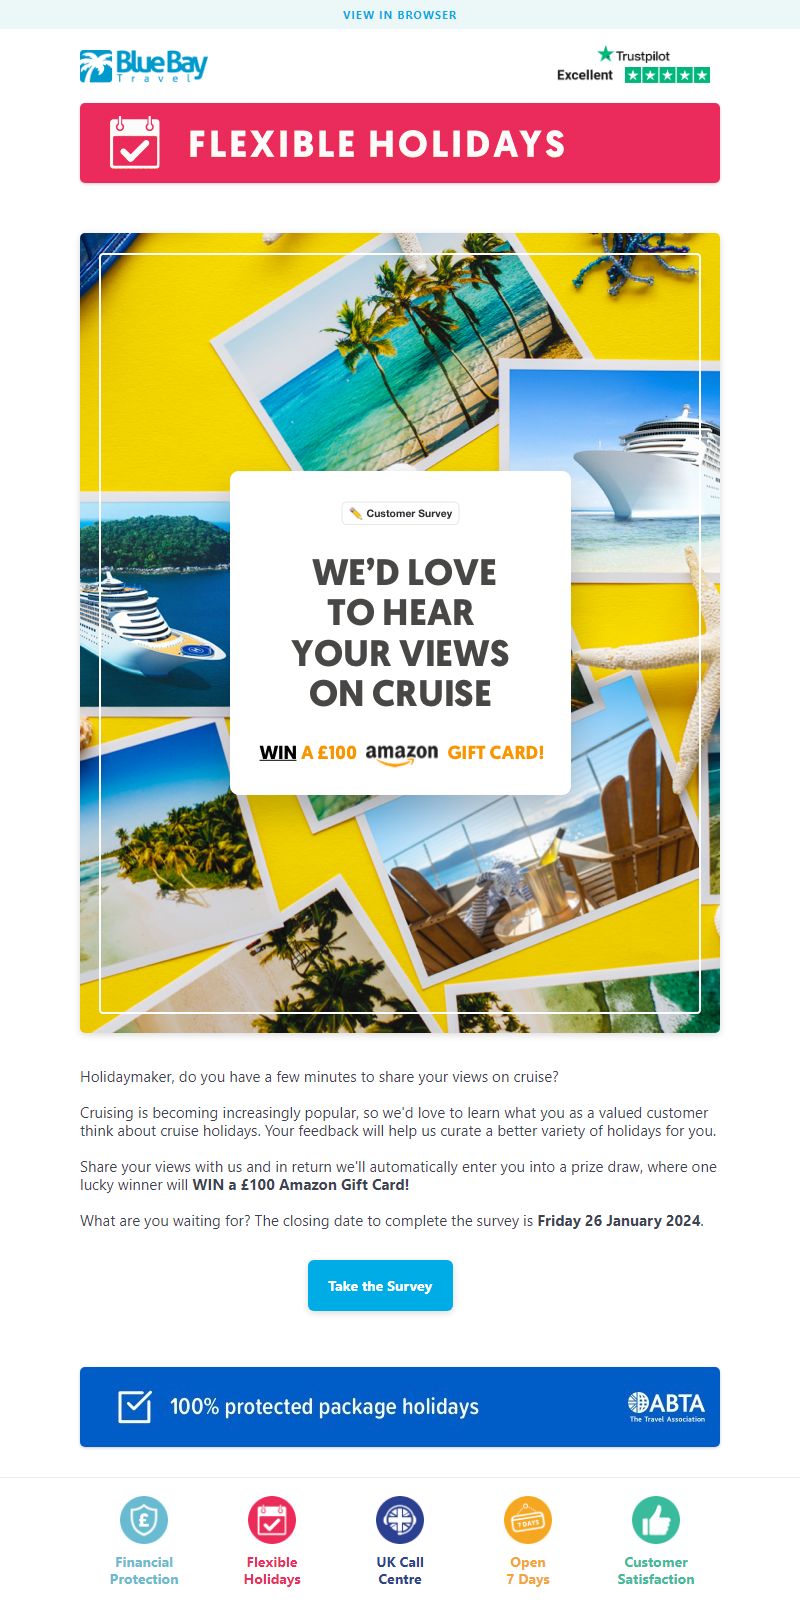 VIEW IN BROWSER
Blue Bay
Travel
Trustpilot
Excellent
FLEXIBLE HOLIDAYS
✏️ Customer Survey
WE'D LOVE
TO HEAR
YOUR VIEWS
ON CRUISE
WIN A £100 amazon GIFT CARD!
Holidaymaker, do you have a few minutes to share your views on cruise?
Cruising is becoming increasingly popular, so we'd love to learn what you as a valued customer
think about cruise holidays. Your feedback will help us curate a better variety of holidays for you.
Share your views with us and in return we'll automatically enter you into a prize draw, where one
lucky winner will WIN a £100 Amazon Gift Card!
What are you waiting for? The closing date to complete the survey is Friday 26 January 2024.
Take the Survey
100% protected package holidays
ABTA
The Travel Association
£
7 DAYS
Financial
Protection
Flexible
Holidays
UK Call
Centre
Open
7 Days
Customer
Satisfaction